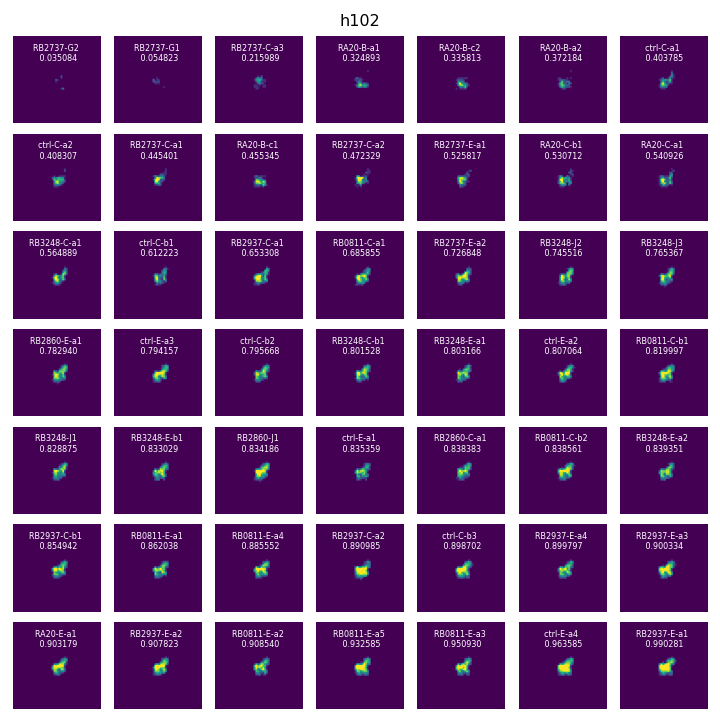 h102
RB2737-G2
0.035084
RB2737-G1
0.054823
RB2737-C-a3
0.215989
RA20-B-a1
0.324893
RA20-B-c2
0.335813
RA20-B-a2
0.372184
ctrl-C-a1
0.403785
ctrl-C-a2
0.408307
RB2737-C-a1
0.445401
RA20-B-c1
0.455345
RB2737-C-a2
0.472329
RB2737-E-a1
0.525817
RA20-C-b1
0.530712
RA20-C-a1
0.540926
RB3248-C-a1
0.564889
ctrl-C-b1
0.612223
RB2937-C-a1
0.653308
RB0811-C-a1
0.685855
RB2737-E-a2
0.726848
RB3248-J2
0.745516
RB3248-J3
0.765367
RB2860-E-a1
0.782940
ctrl-E-a3
0.794157
ctrl-C-b2
0.795668
RB3248-C-b1
0.801528
RB3248-E-a1
0.803166
ctrl-E-a2
0.807064
RB0811-C-b1
0.819997
RB3248-J1
0.828875
RB3248-E-b1
0.833029
RB2860-J1
0.834186
ctrl-E-a1
0.835359
RB2860-C-a1
0.838383
RB0811-C-b2
0.838561
RB3248-E-a2
0.839351
RB2937-C-b1
0.854942
RB0811-E-a1
0.862038
RB0811-E-a4
0.885552
RB2937-C-a2
0.890985
ctrl-C-b3
0.898702
RB2937-E-a4
0.899797
RB2937-E-a3
0.900334
RA20-E-a1
0.903179
RB2937-E-a2
0.907823
RB0811-E-a2
0.908540
RB0811-E-a5
0.932585
RB0811-E-a3
0.950930
ctrl-E-a4
0.963585
RB2937-E-a1
0.990281